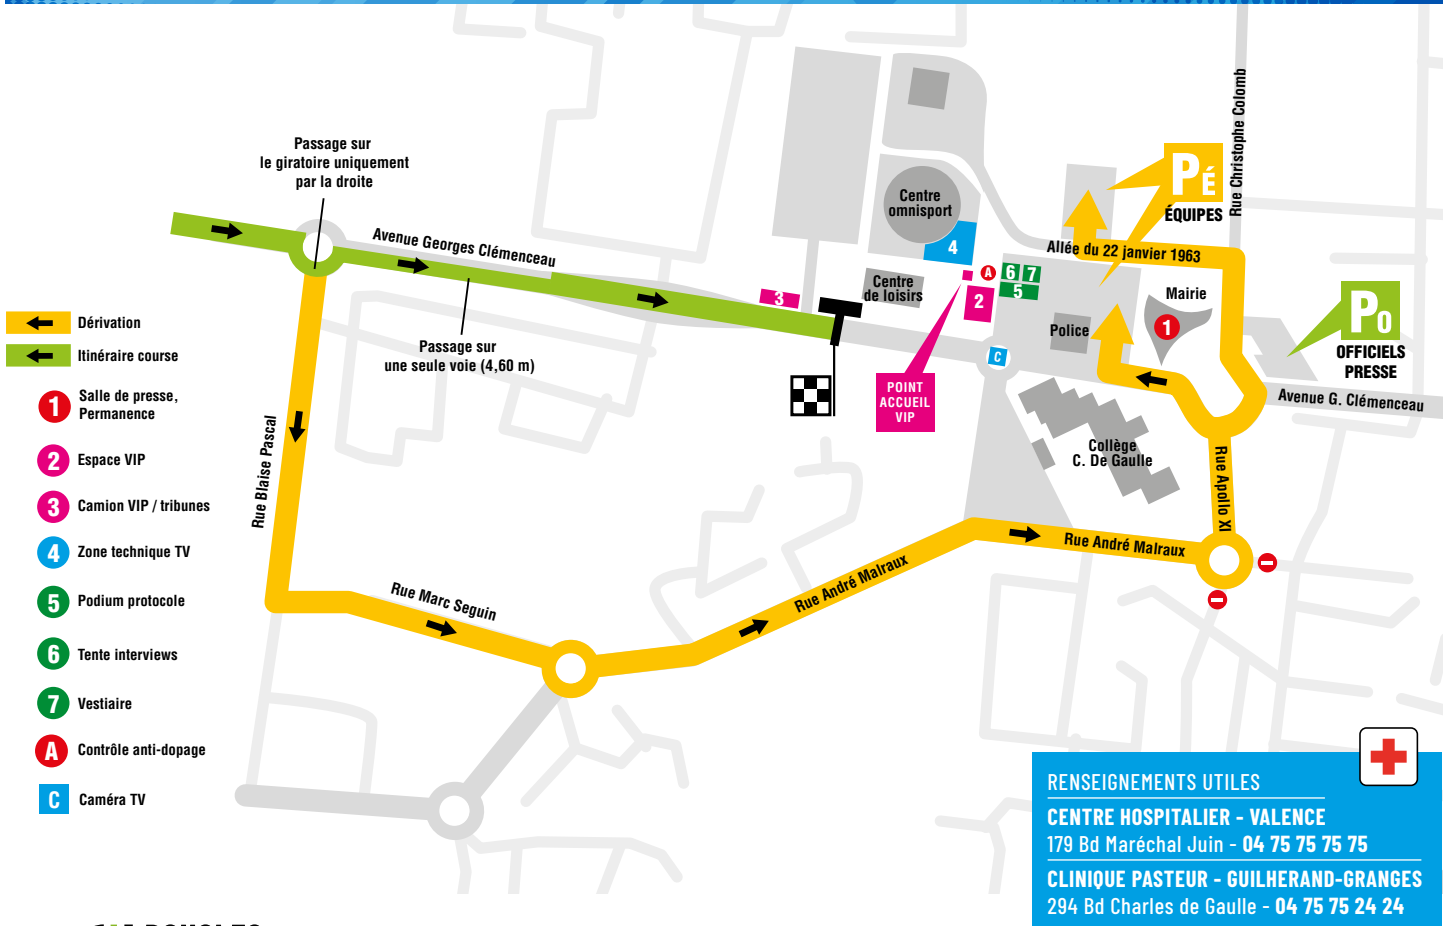 Passage sur
le giratoire uniquement
par la droite
Avenue Georges Clémenceau
Passage sur
une seule voie (4,60 m)
Rue Christophe Colomb
PÉ
ÉQUIPES
Centre
omnisport
4
Allée du 22 janvier 1963
A
6
7
5
Centre
de loisirs
2
3
Mairie
1
Police
PO
OFFICIELS
PRESSE
C
POINT
ACCUEIL
VIP
Avenue G. Clémenceau
Collège
C. De Gaulle
Rue Apollo XI
Rue Blaise Pascal
Rue Marc Seguin
Rue André Malraux
Rue André Malraux
Dérivation
Itinéraire course
1 Salle de presse,
Permanence
2 Espace VIP
3 Camion VIP / tribunes
4 Zone technique TV
5 Podium protocole
6 Tente interviews
7 Vestiaire
A Contrôle anti-dopage
C Caméra TV
RENSEIGNEMENTS UTILES
CENTRE HOSPITALIER - VALENCE
179 Bd Maréchal Juin - 04 75 75 75 75
CLINIQUE PASTEUR - GUILHERAND-GRANGES
294 Bd Charles de Gaulle - 04 75 75 24 24